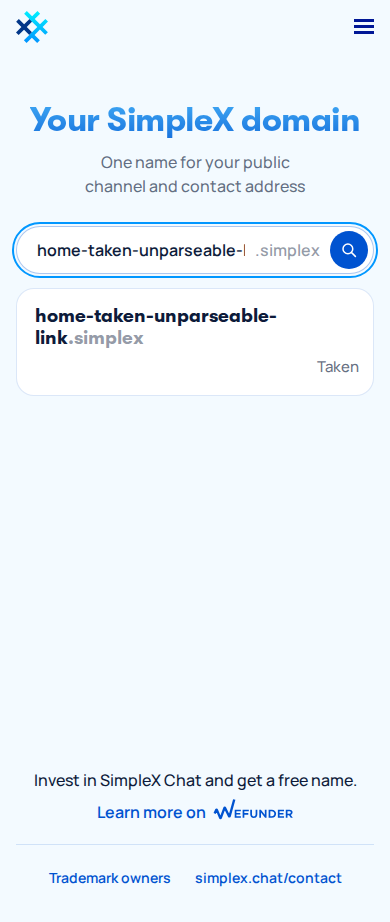 Your SimpleX domain
One name for your public
channel and contact address
home-taken-unparseable- .simplex
home-taken-unparseable-
link.simplex
Taken
Invest in SimpleX Chat and get a free name.
Learn more on WEFUNDER
Trademark owners simplex.chat/contact